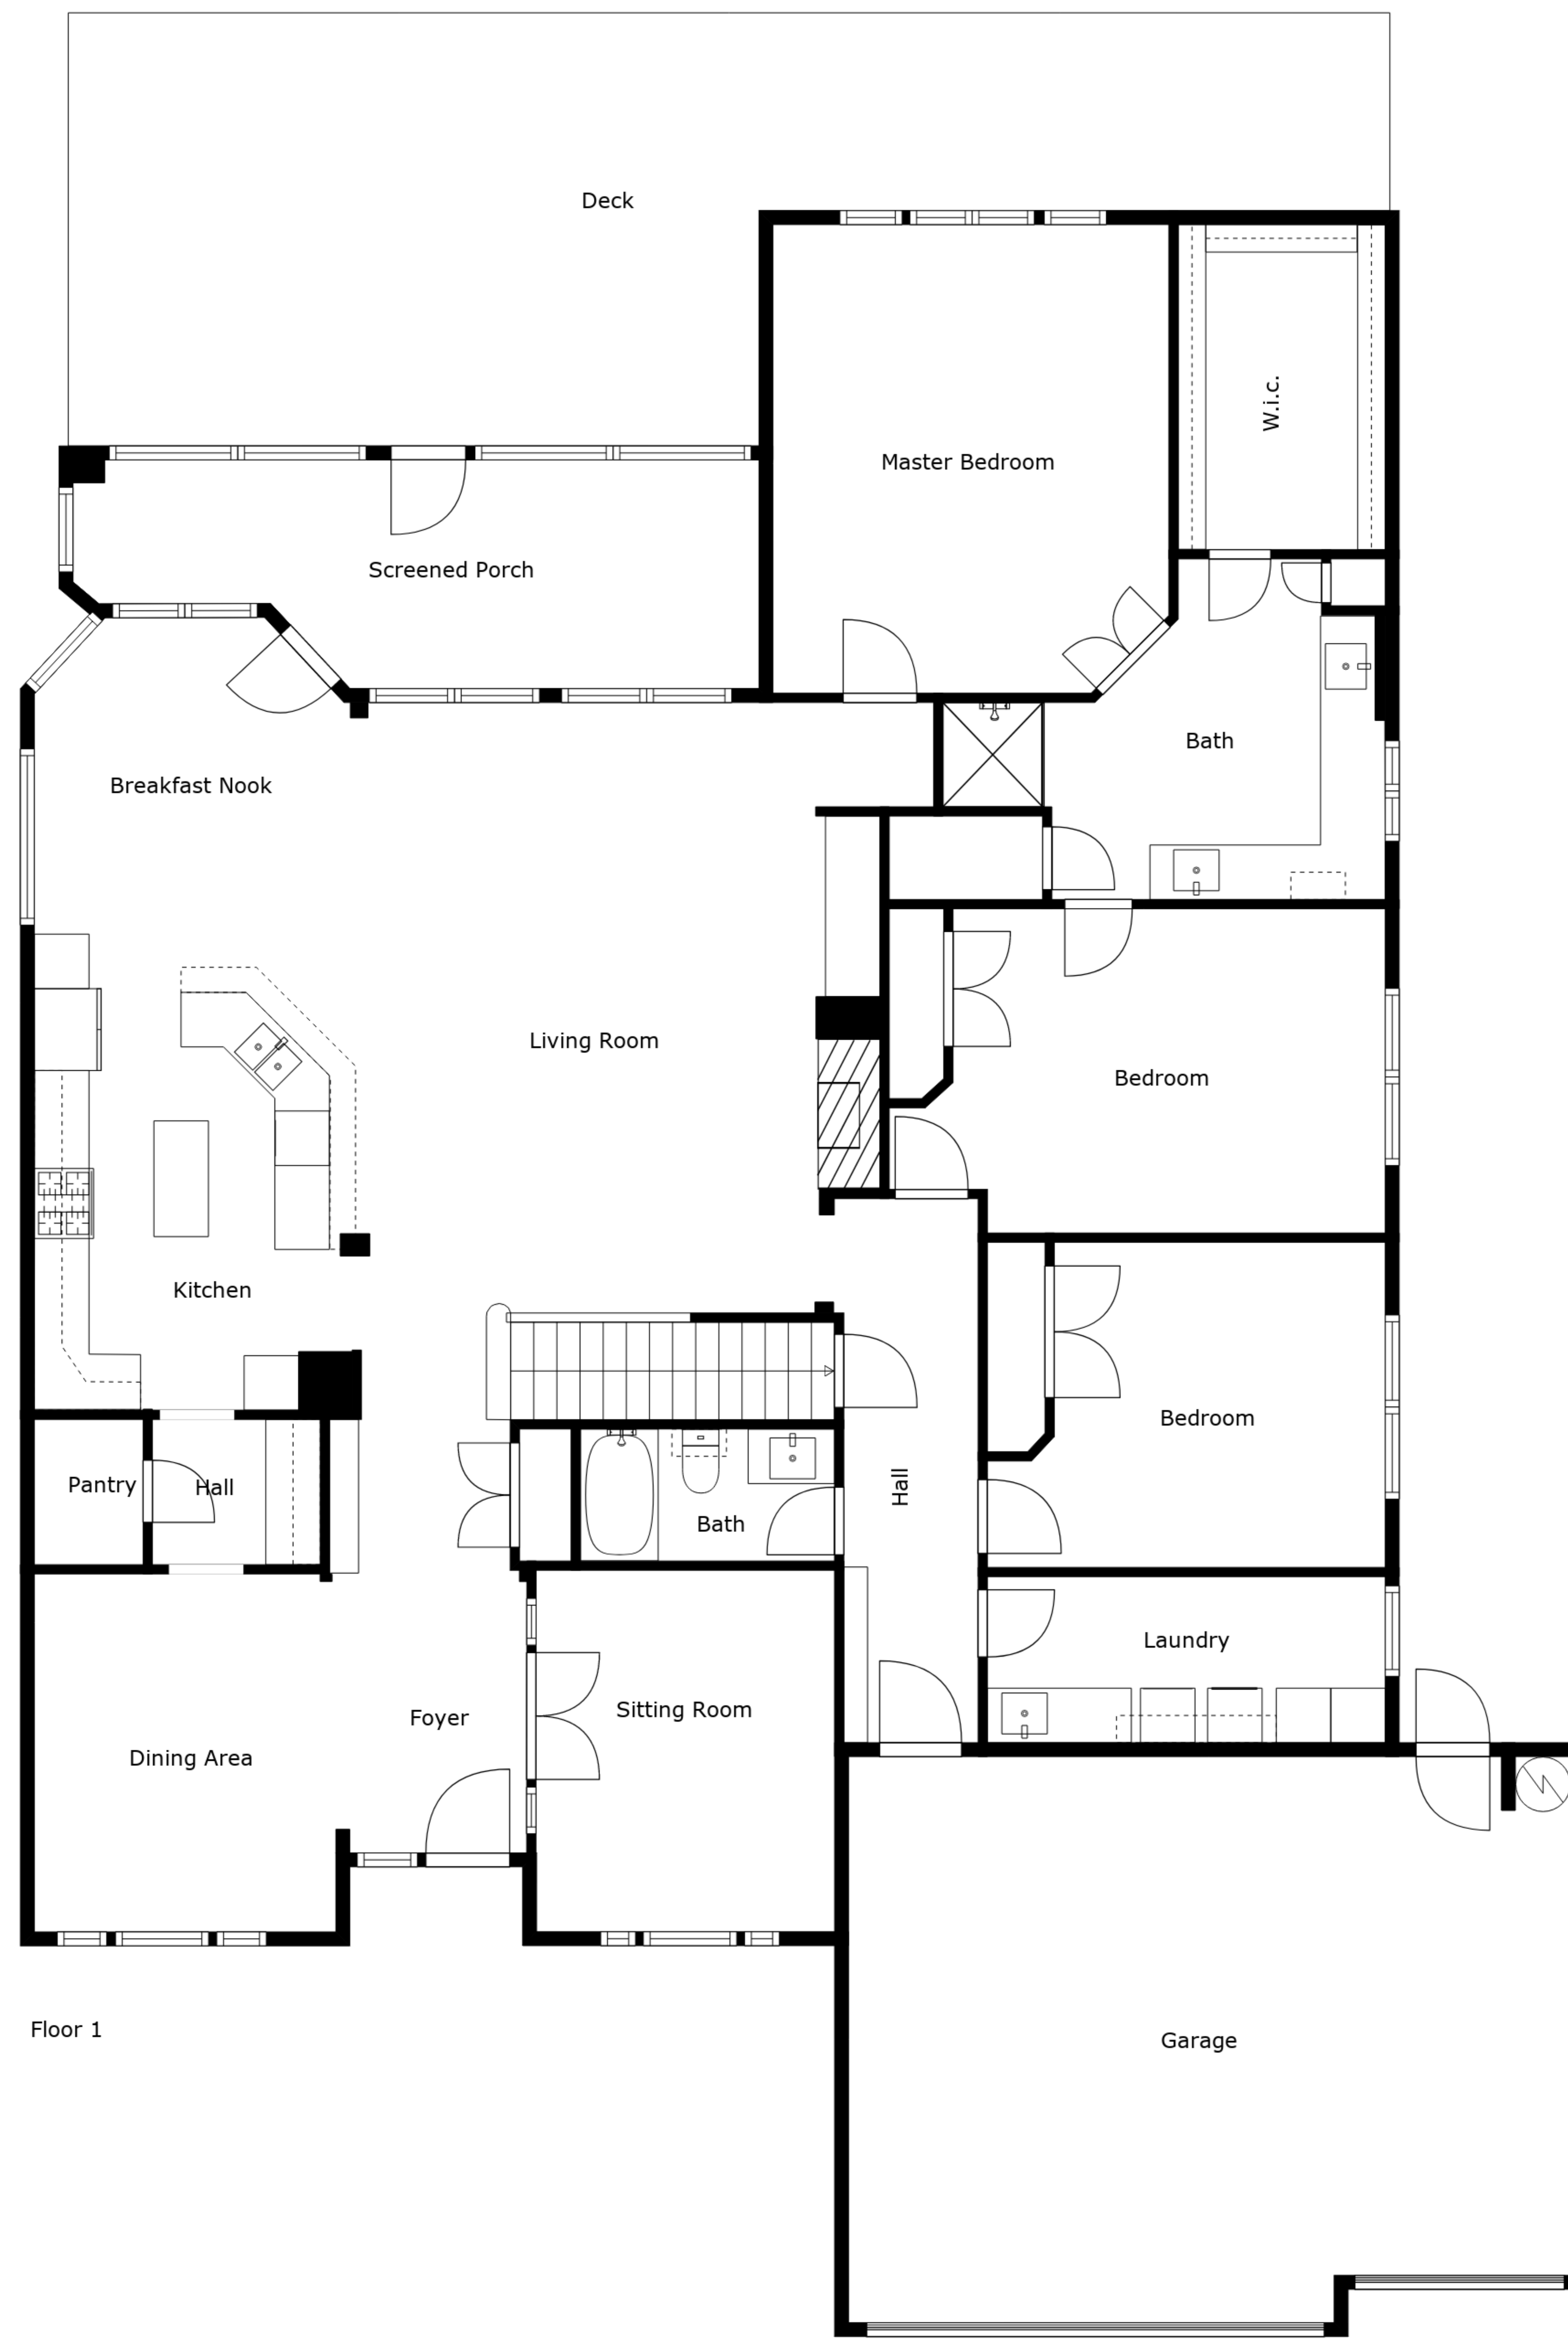 Deck
W.i.c.
Master Bedroom
Screened Porch
Bath
Breakfast Nook
Living Room
Bedroom
Kitchen
Bedroom
Pantry
Hall
Hall
Bath
Laundry
Sitting Room
Foyer
Dining Area
Floor 1
Garage